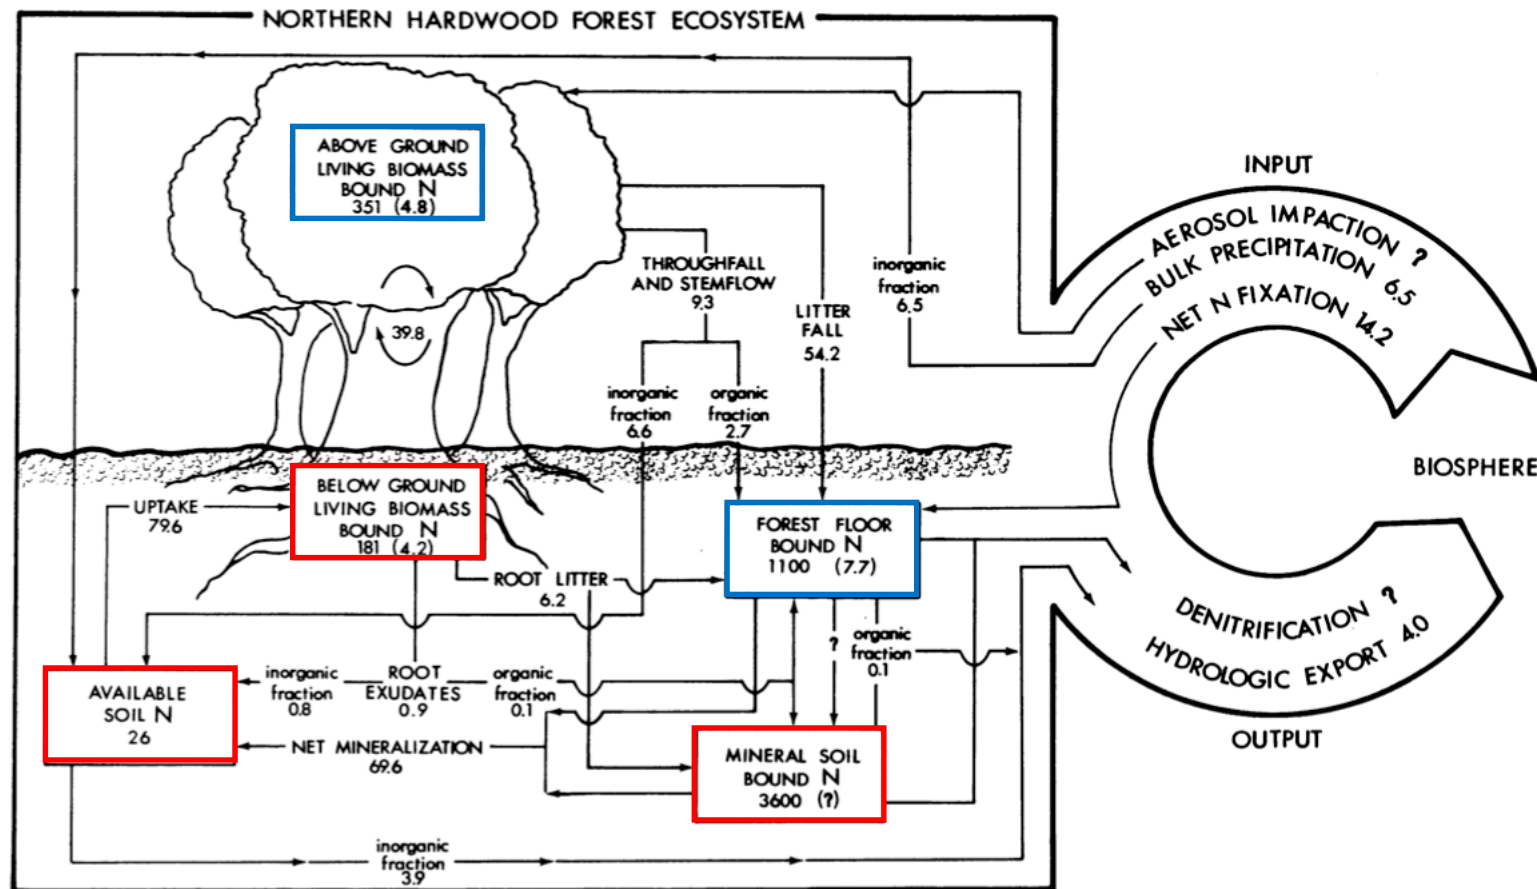 NORTHERN HARDWOOD FOREST ECOSYSTEM
ABOVE GROUND
LIVING BIOMASS
BOUND N
351 (4.8)
39.8
THROUGHFALL
AND STEMFLOW
9.3
LITTER
FALL
54.2
inorganic
fraction
6.5
inorganic
fraction
6.6
organic
fraction
2.7
INPUT
AEROSOL IMPACTION ?
BULK PRECIPITATION 6.5
NET N FIXATION 14.2
BIOSPHERE
UPTAKE
79.6
BELOW GROUND
LIVING BIOMASS
BOUND N
181 (4.2)
ROOT LITTER
6.2
FOREST FLOOR
BOUND N
1100 (7.7)
DENITRIFICATION ?
HYDROLOGIC EXPORT 4.0
OUTPUT
?
organic
fraction
0.1
AVAILABLE
SOIL N
26
inorganic
fraction
0.8
ROOT
EXUDATES
0.9
organic
fraction
0.1
NET MINERALIZATION
69.6
MINERAL SOIL
BOUND N
3600 (?)
inorganic
fraction
3.9